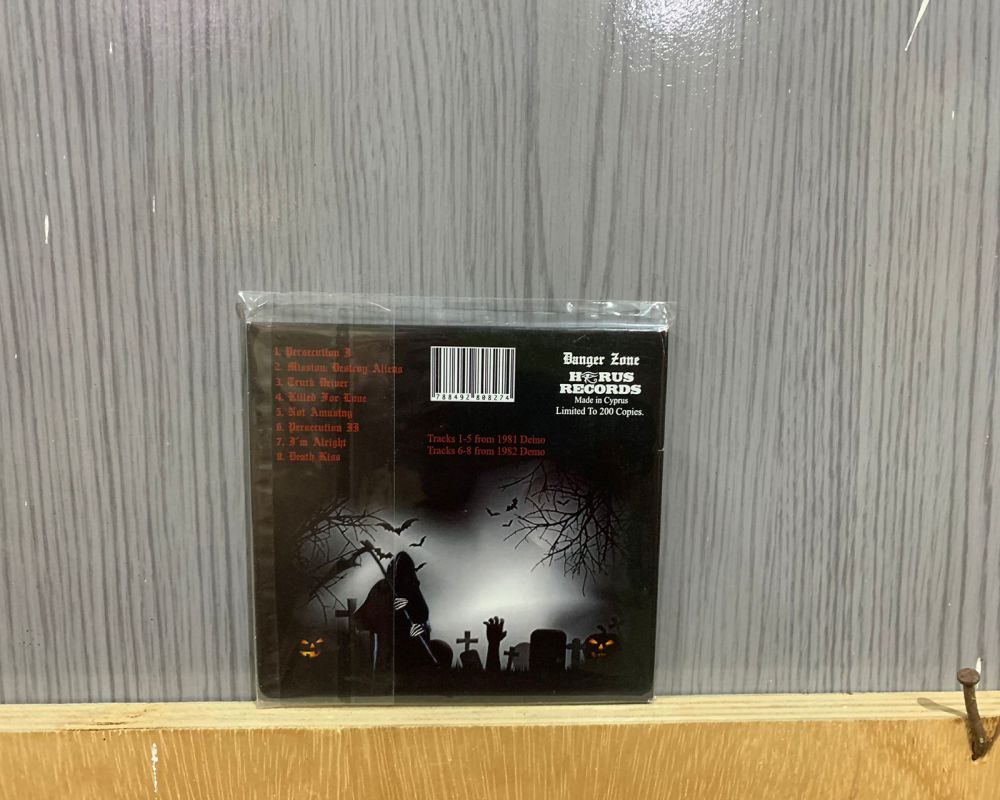 1. Persecution I
2. Mission: Destroy Aliens
3. Truck Driver
4. Killed For Love
5. Not Amusing
6. Persecution II
7. I'm Alright
8. Death Kiss
788492 808274
Tracks 1-5 from 1981 Demo
Tracks 6-8 from 1982 Demo
Danger Zone
HORUS
RECORDS
Made in Cyprus
Limited To 200 Copies.